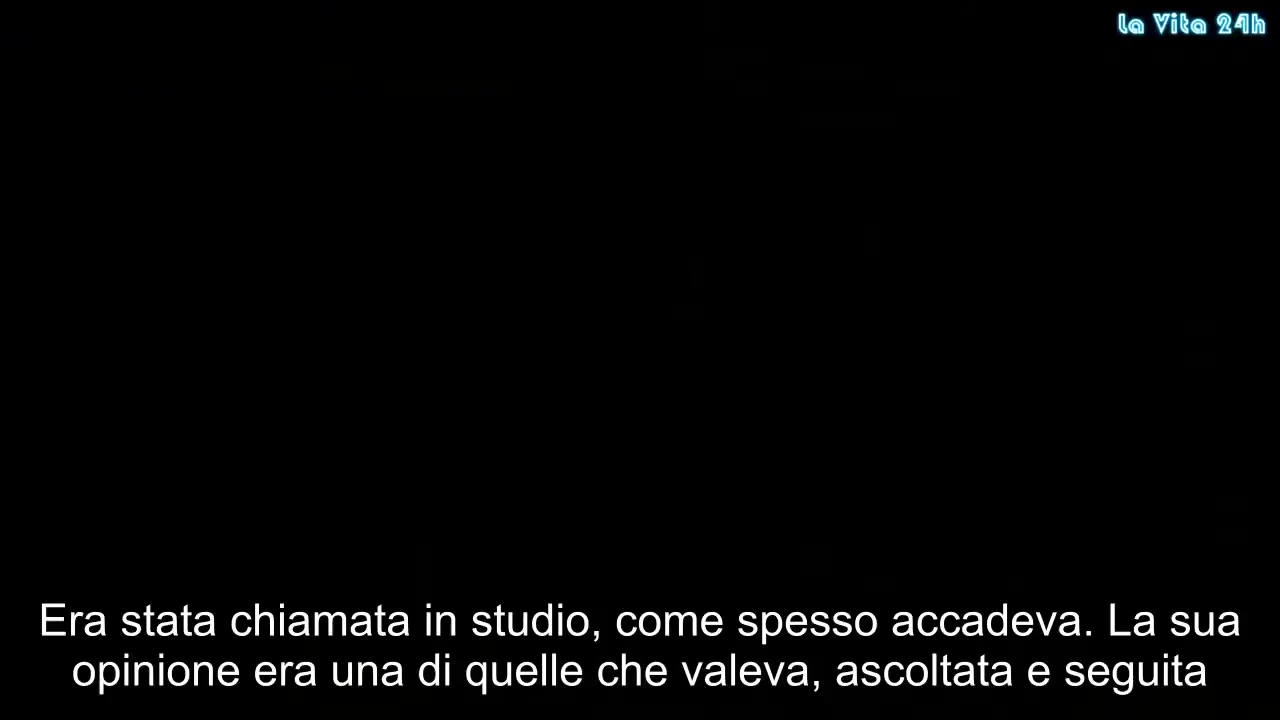 La Vita 24h
Era stata chiamata in studio, come spesso accadeva. La sua
opinione era una di quelle che valeva, ascoltata e seguita